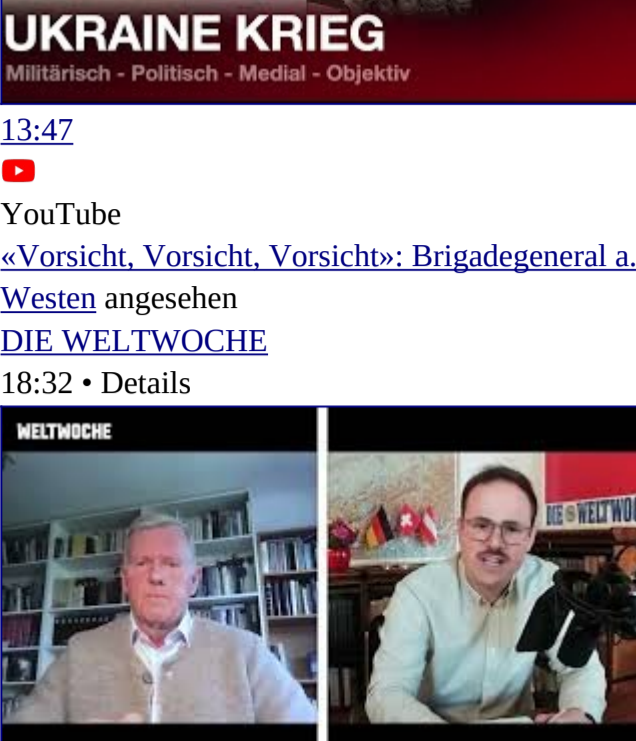 UKRAINE KRIEG
Militärisch - Politisch - Medial - Objektiv
13:47
YouTube
«Vorsicht, Vorsicht, Vorsicht»: Brigadegeneral a.
Westen angesehen
DIE WELTWOCHE
18:32 • Details
WELTWOCHE
DIE WELTWO